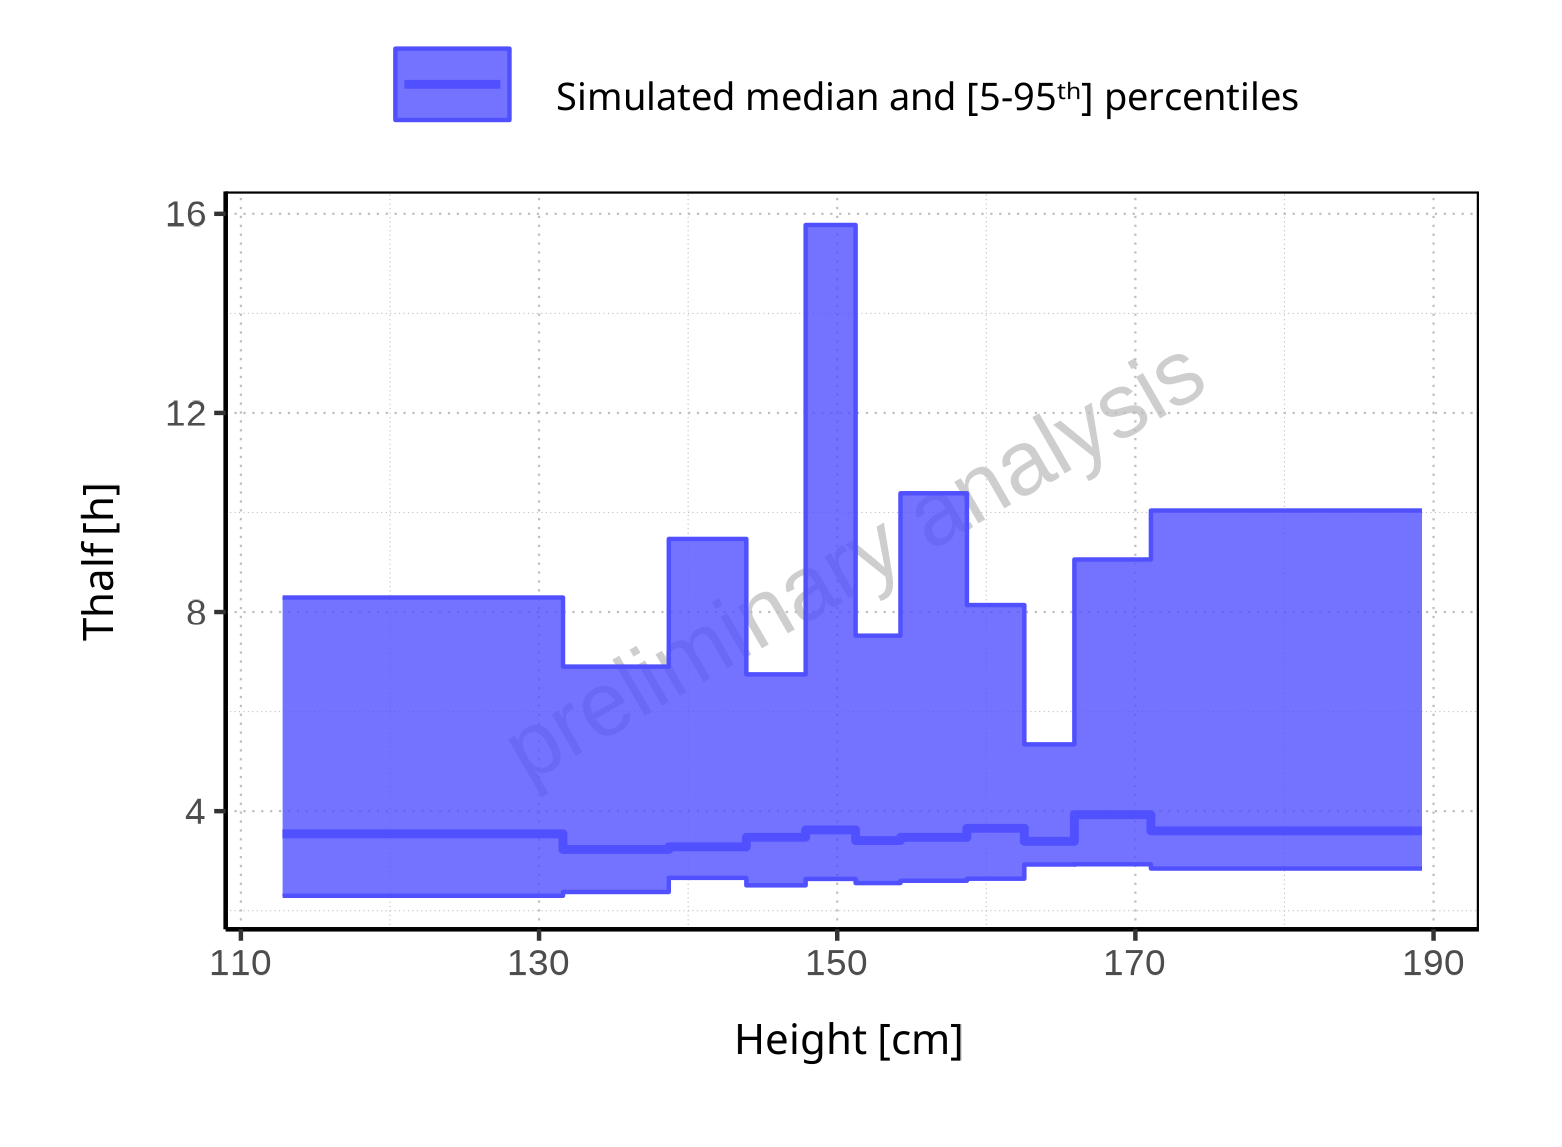 Simulated median and [5-95ᵗʰ] percentiles
16
12
8
4
Thalf [h]
preliminary analysis
110 130 150 170 190
Height [cm]